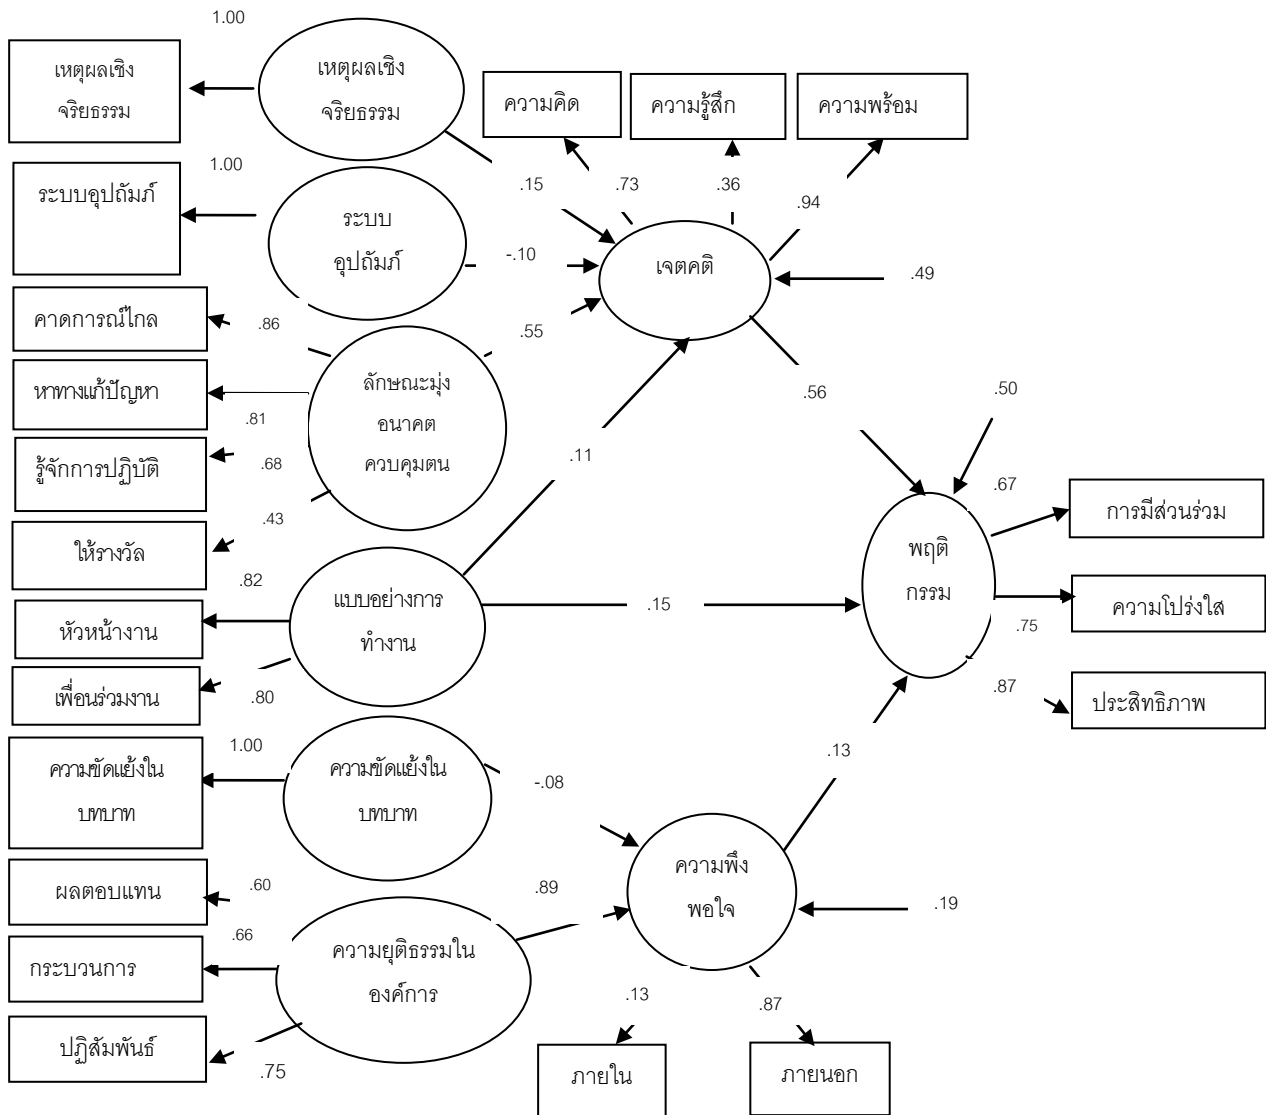 1.00
เหตุผลเชิง
จริยธรรม
เหตุผลเชิง
จริยธรรม
ความคิด
ความรู้สึก
ความพร้อม
1.00
.15
.73
.36
.94
ระบบอุปถัมภ์
ระบบ
อุปถัมภ์
-.10
เจตคติ
.49
คาดการณ์ไกล
.86
.55
หาทางแก้ปัญหา
ลักษณะมุ่ง
อนาคต
ควบคุมตน
.81
.56
.50
รู้จักการปฏิบัติ
.68
.11
.67
ให้รางวัล
.43
การมีส่วนร่วม
พฤติ
กรรม
.82
แบบอย่างการ
ทำงาน
.15
ความโปร่งใส
.75
หัวหน้างาน
เพื่อนร่วมงาน
.80
.87
ประสิทธิภาพ
1.00
.13
ความขัดแย้งใน
บทบาท
ความขัดแย้งใน
บทบาท
-.08
ผลตอบแทน
.60
.89
ความพึง
พอใจ
.19
.66
กระบวนการ
ความยุติธรรมใน
องค์การ
.13
.87
ปฏิสัมพันธ์
.75
ภายใน
ภายนอก